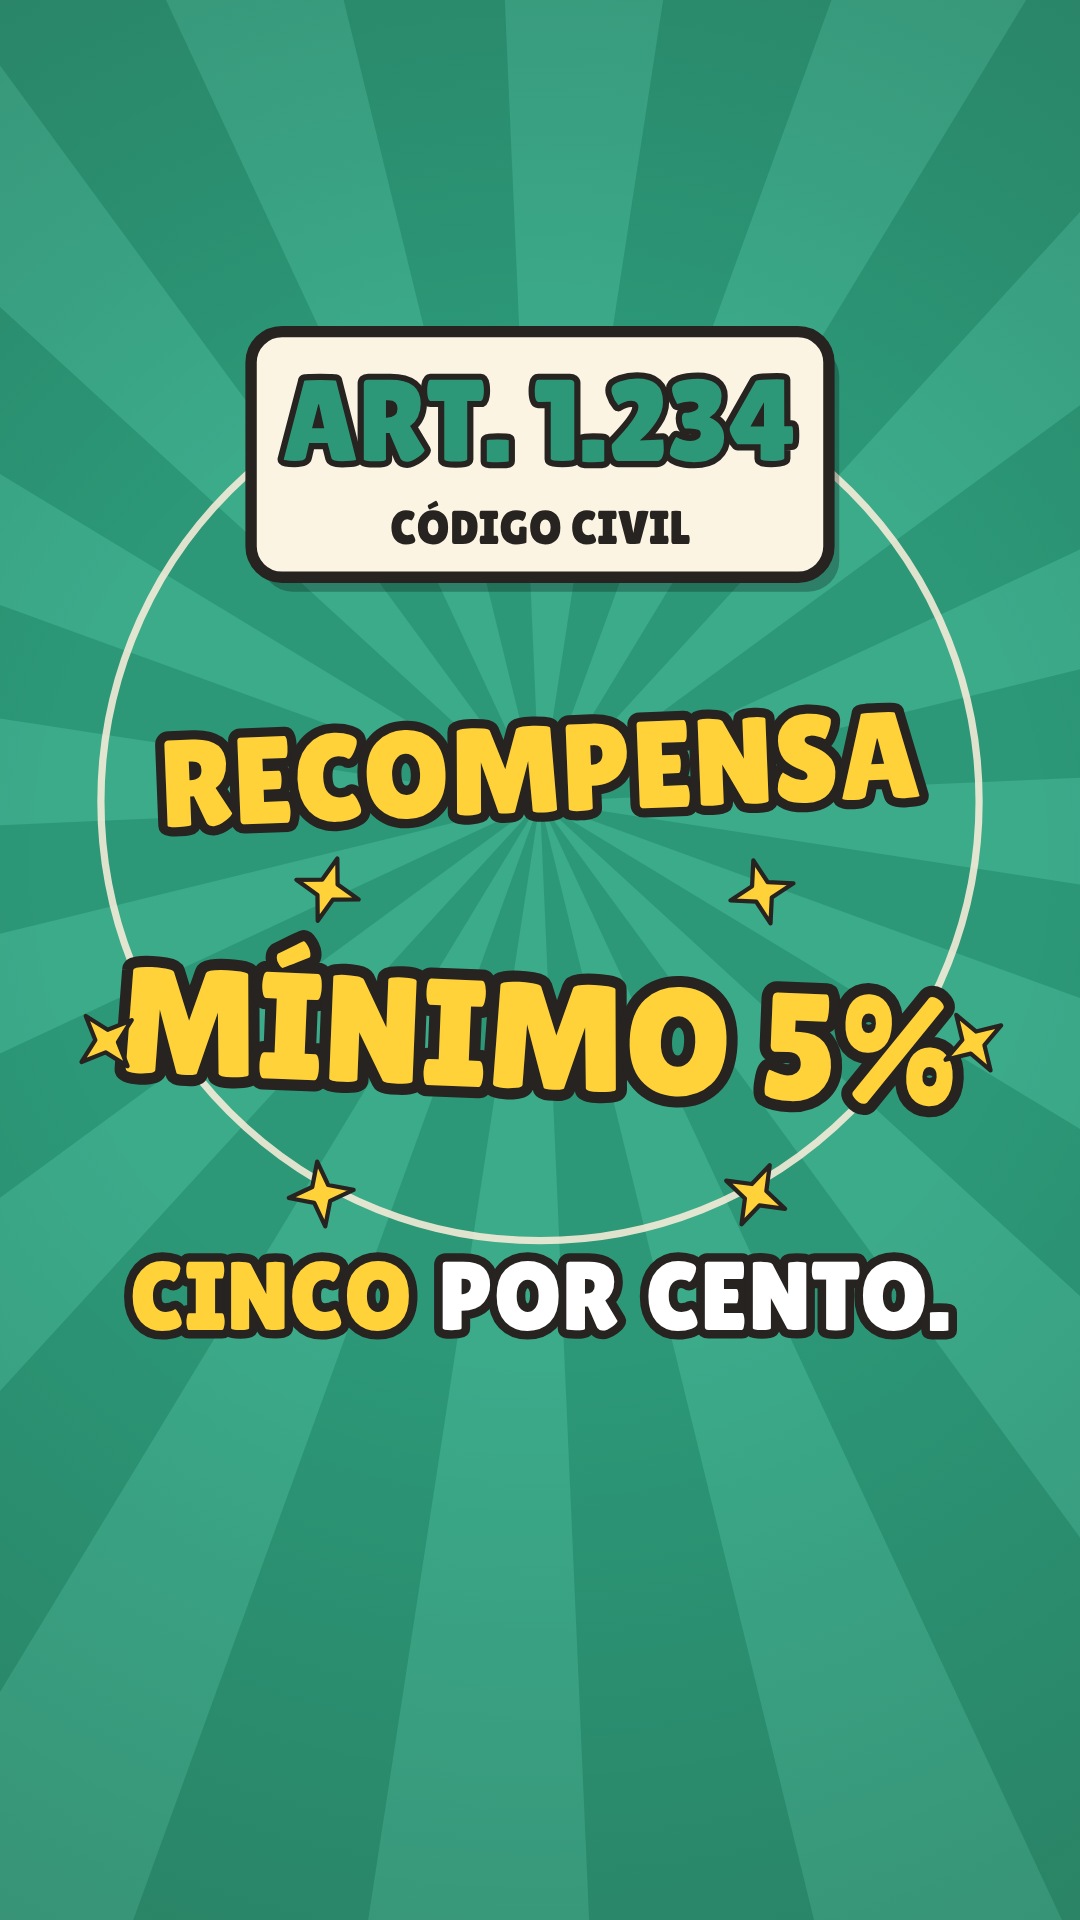 ART. 1.234
CÓDIGO CIVIL
RECOMPENSA
MÍNIMO 5%
CINCO POR CENTO.